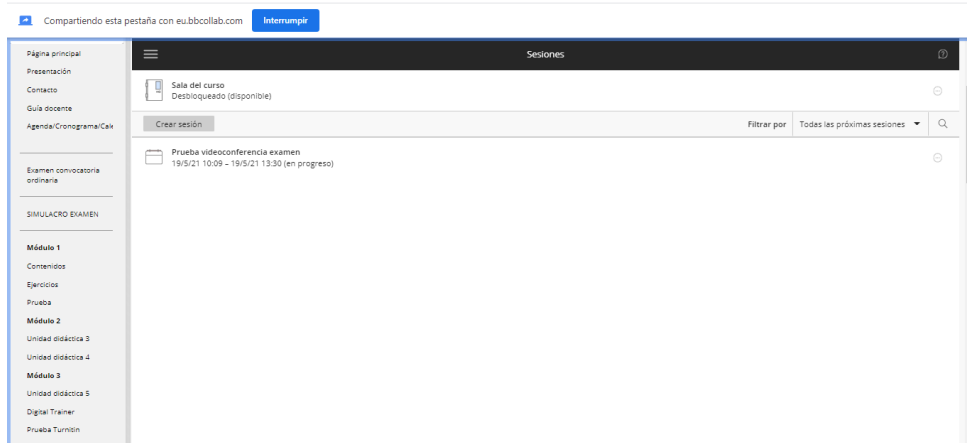 Compartiendo esta pestaña con eu.bbcollab.com Interrumpir
Página principal
Presentación
Contacto
Guía docente
Agenda/Cronograma/Cale
Examen convocatoria
ordinaria
SIMULACRO EXAMEN
Módulo 1
Contenidos
Ejercicios
Prueba
Módulo 2
Unidad didáctica 3
Unidad didáctica 4
Módulo 3
Unidad didáctica 5
Digital Trainer
Prueba Turnitin
Sesiones
Sala del curso
Desbloqueado (disponible)
Crear sesión Filtrar por Todas las próximas sesiones
Prueba videoconferencia examen
19/5/21 10:09 – 19/5/21 13:30 (en progreso)